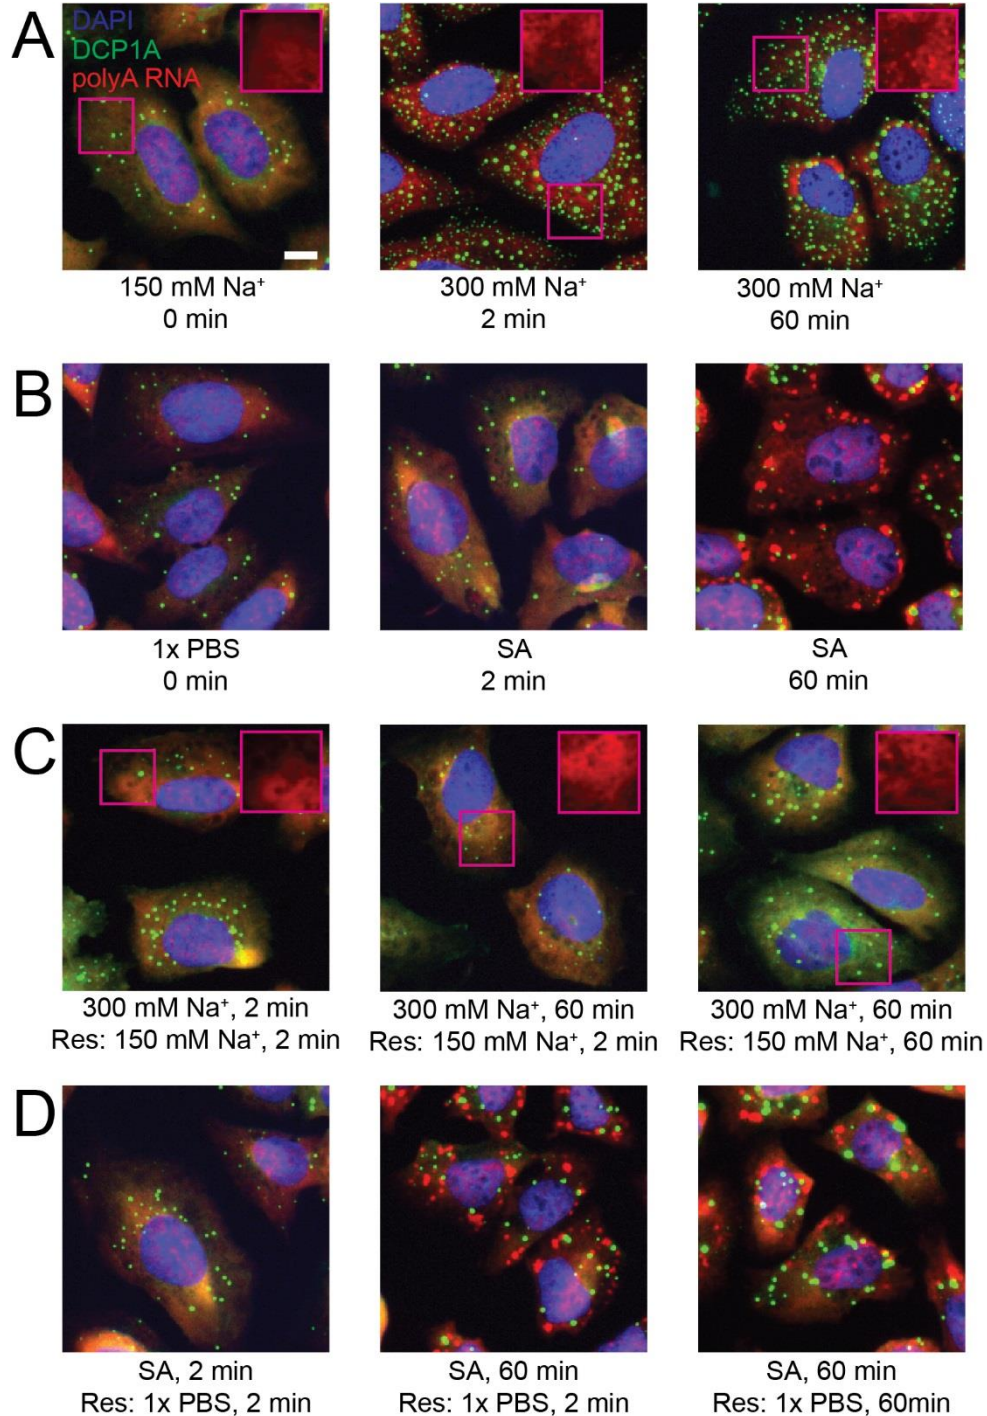 A
DAPI
DCP1A
polyA RNA
150 mM Na⁺
0 min
300 mM Na⁺
2 min
300 mM Na⁺
60 min
B
1x PBS
0 min
SA
2 min
SA
60 min
C
300 mM Na⁺, 2 min
Res: 150 mM Na⁺, 2 min
300 mM Na⁺, 60 min
Res: 150 mM Na⁺, 2 min
300 mM Na⁺, 60 min
Res: 150 mM Na⁺, 60 min
D
SA, 2 min
Res: 1x PBS, 2 min
SA, 60 min
Res: 1x PBS, 2 min
SA, 60 min
Res: 1x PBS, 60min